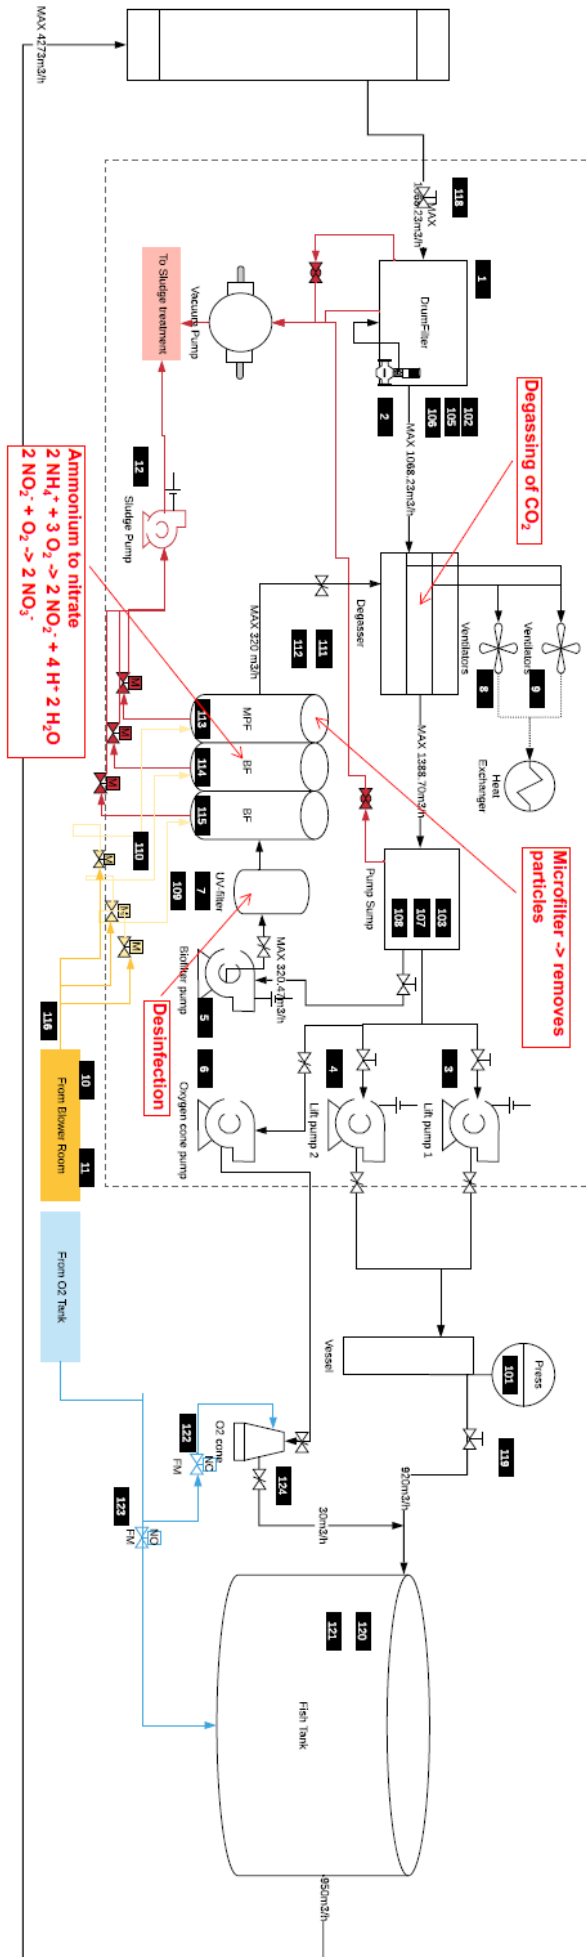 MAX 4273m3/h
118
MAX
1068.23m3/h
1
DrumFilter
2
102
105
106
MAX 1068.23m3/h
Vacuum Pump
To Sludge treatment
12
Sludge Pump
Degassing of CO2
Ammonium to nitrate
2 NH4+ + 3 O2 -> 2 NO2- + 4 H+ 2 H2O
2 NO2- + O2 -> 2 NO3-
Degasser
MAX 320 m3/h
111
112
Ventilators
8
Ventilators
9
Heat
Exchanger
MAX 1388.70m3/h
MPF
113
BF
114
BF
115
M
M
M
110
M
M
M
116
Microfilter -> removes
particles
Pump Sump
103
107
108
UV-filter
7
109
Desinfection
MAX 320.47m3/h
Biofilter pump
5
3
Lift pump 1
4
Lift pump 2
6
Oxygen cone pump
10
11
From Blower Room
From O2 Tank
Vessel
Press
101
119
920m3/h
O2 cone
122
NC
FM
124
30m3/h
123
NO
FM
120
121
Fish Tank
950m3/h